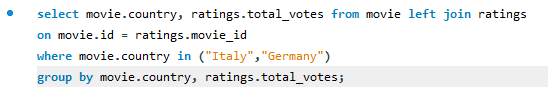 select movie.country, ratings.total_votes from movie left join ratings
on movie.id = ratings.movie_id
where movie.country in ("Italy","Germany")
group by movie.country, ratings.total_votes;